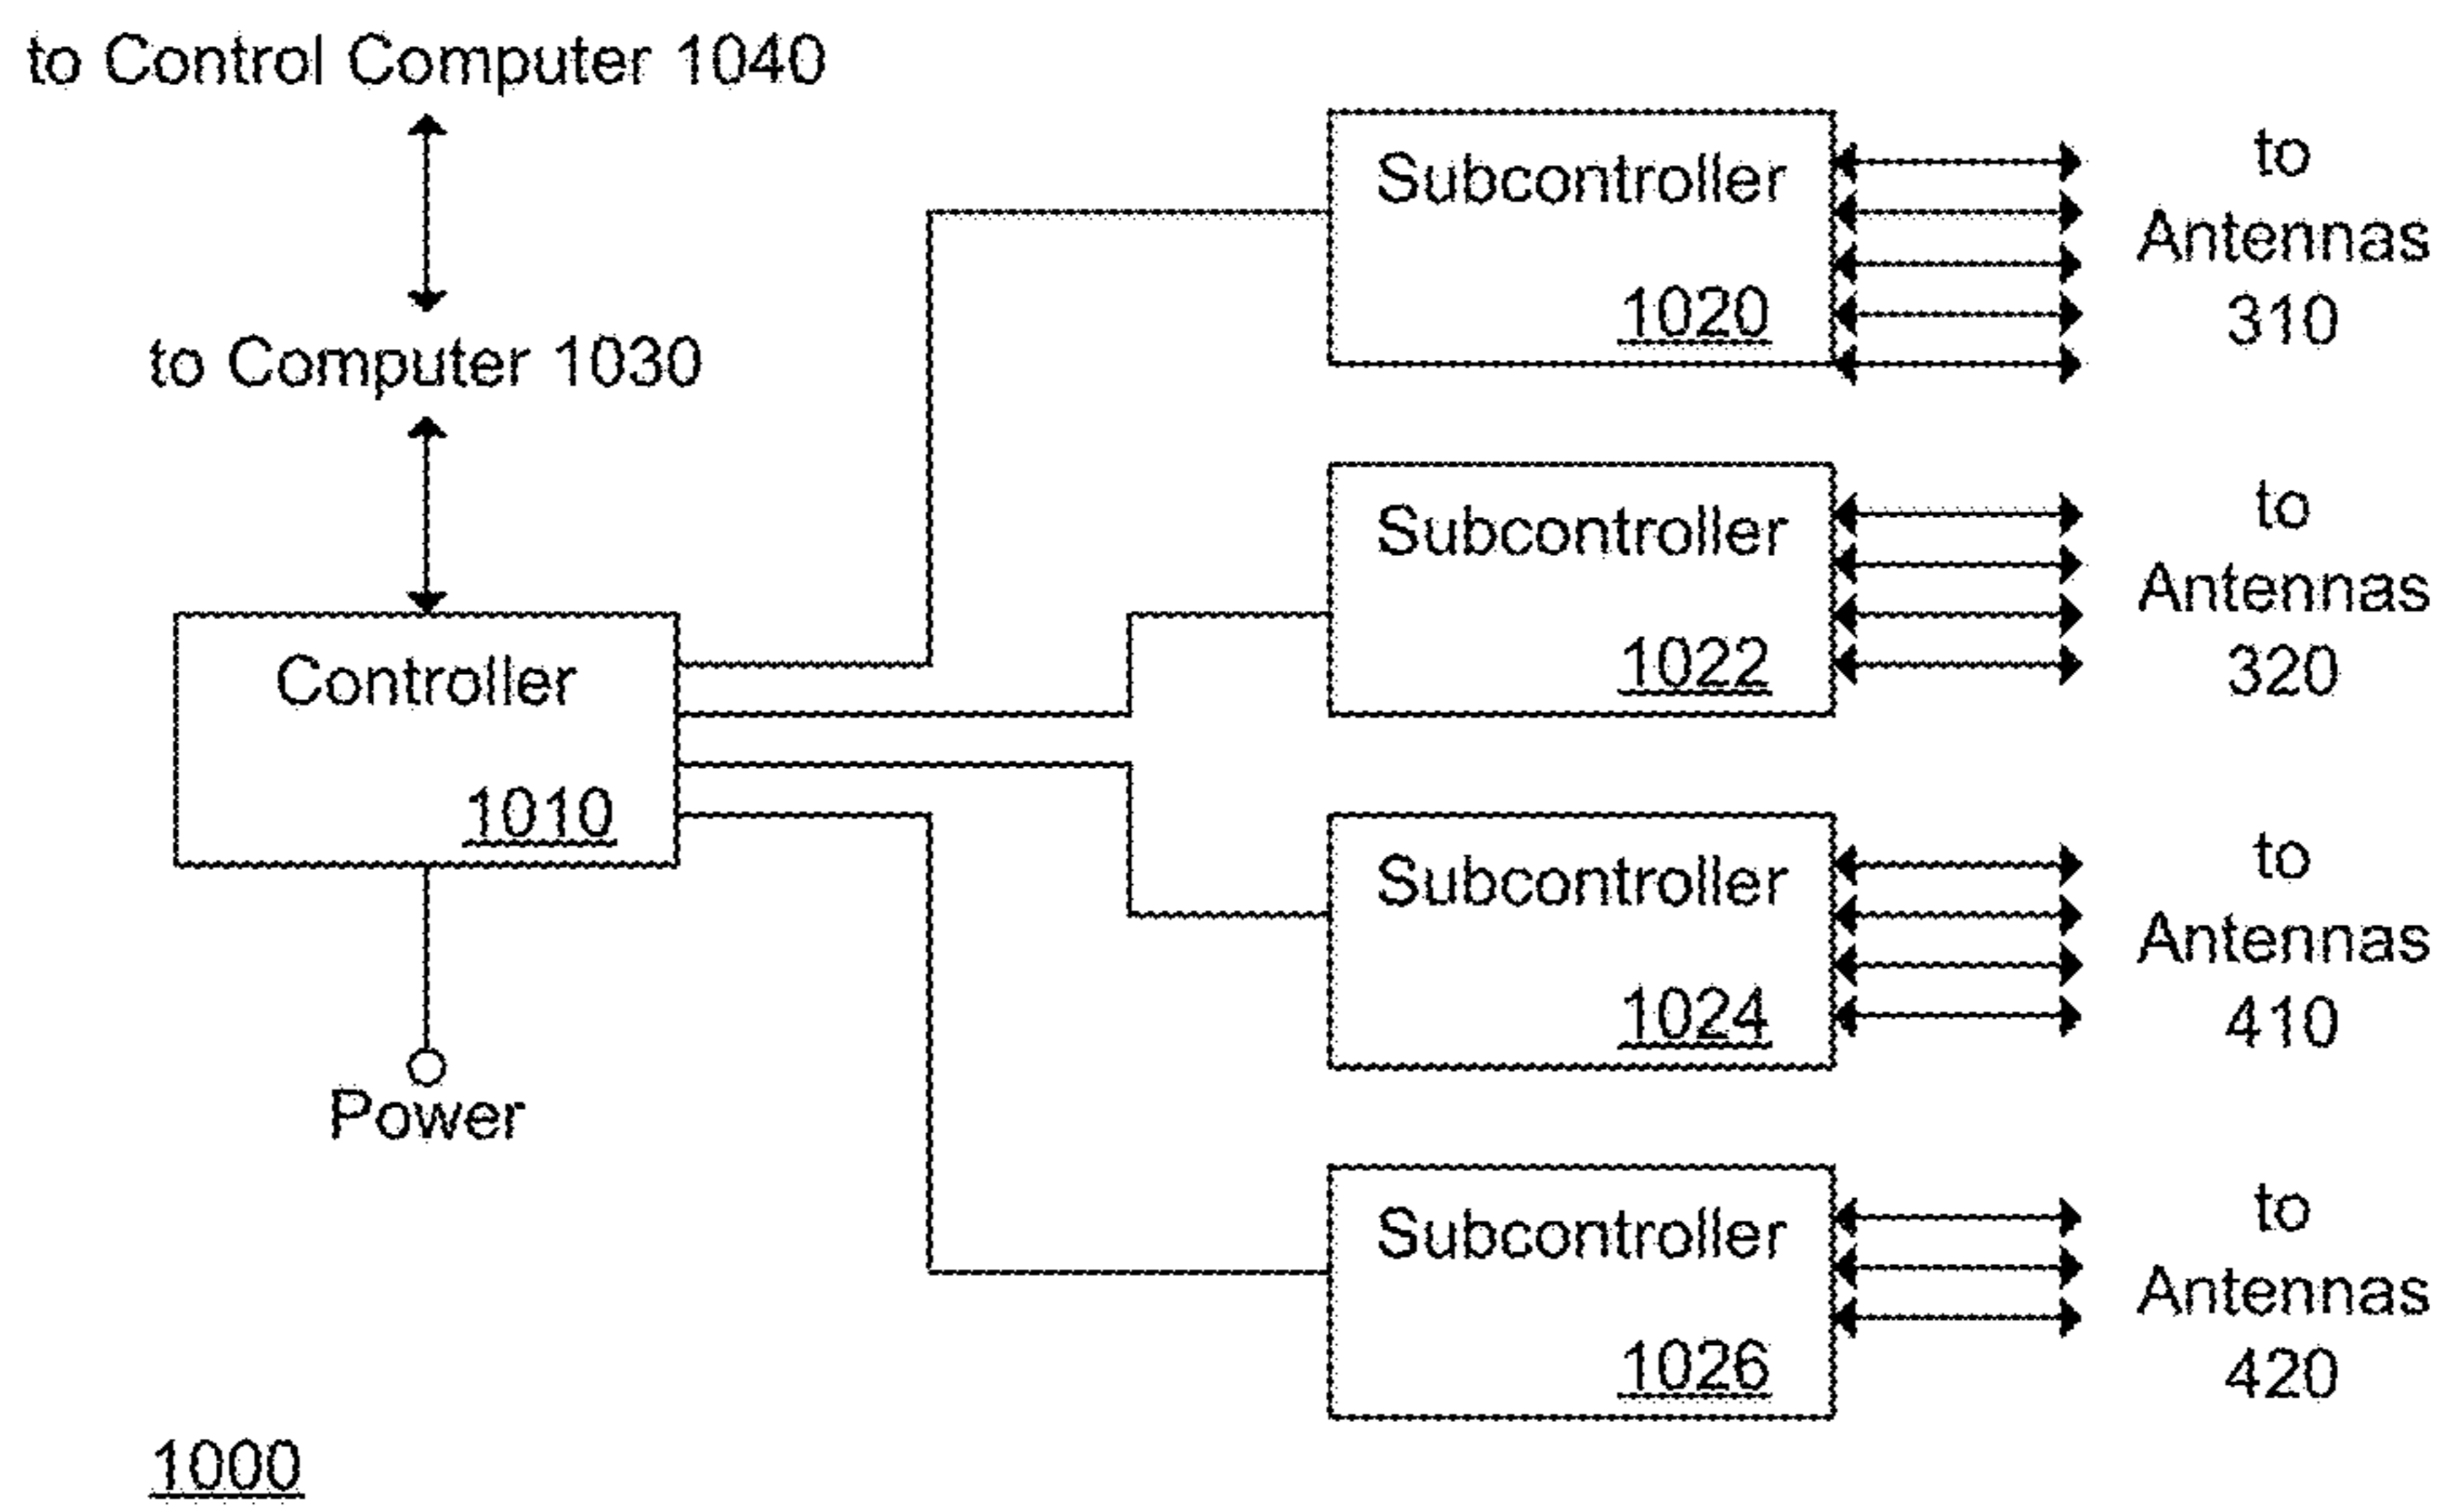 to Control Computer 1040
to Computer 1030
Controller
1010
Power
Subcontroller
1020
to
Antennas
310
Subcontroller
1022
to
Antennas
320
Subcontroller
1024
to
Antennas
410
Subcontroller
1026
to
Antennas
420
1000